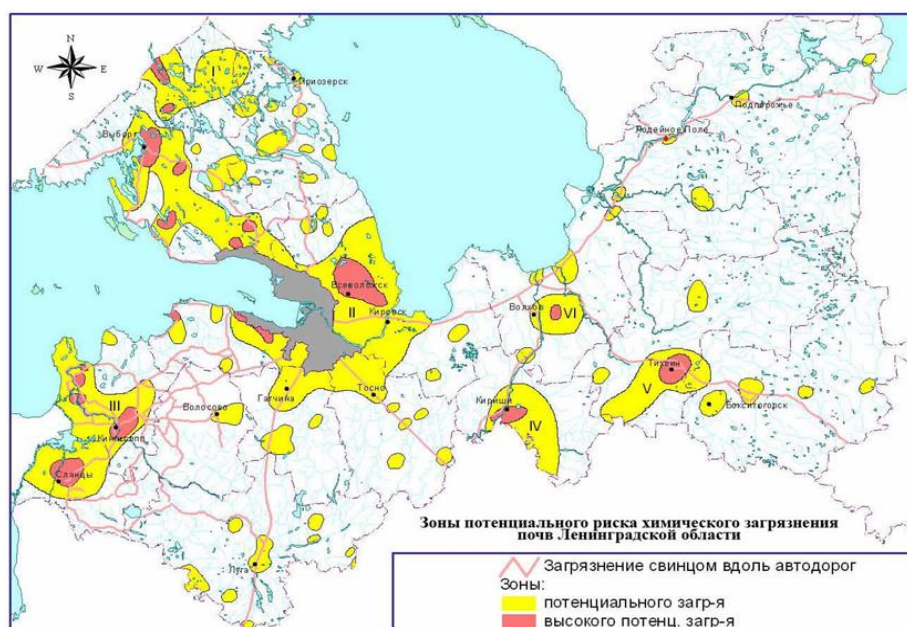 N
W E
S
I
Приозерск
Подпорожье
Лодейное Поле
Выборг
Всеволожск
II
Кировск
Волхов
VI
Тихвин
V
Бокситогорск
Тосно
Гатчина
III
Волосово
Кингисепп
Кириши
IV
Сланцы
Луга
Зоны потенциального риска химического загрязнения
почв Ленинградской области
Загрязнение свинцом вдоль автодорог
Зоны:
потенциального загр-я
высокого потенц. загр-я